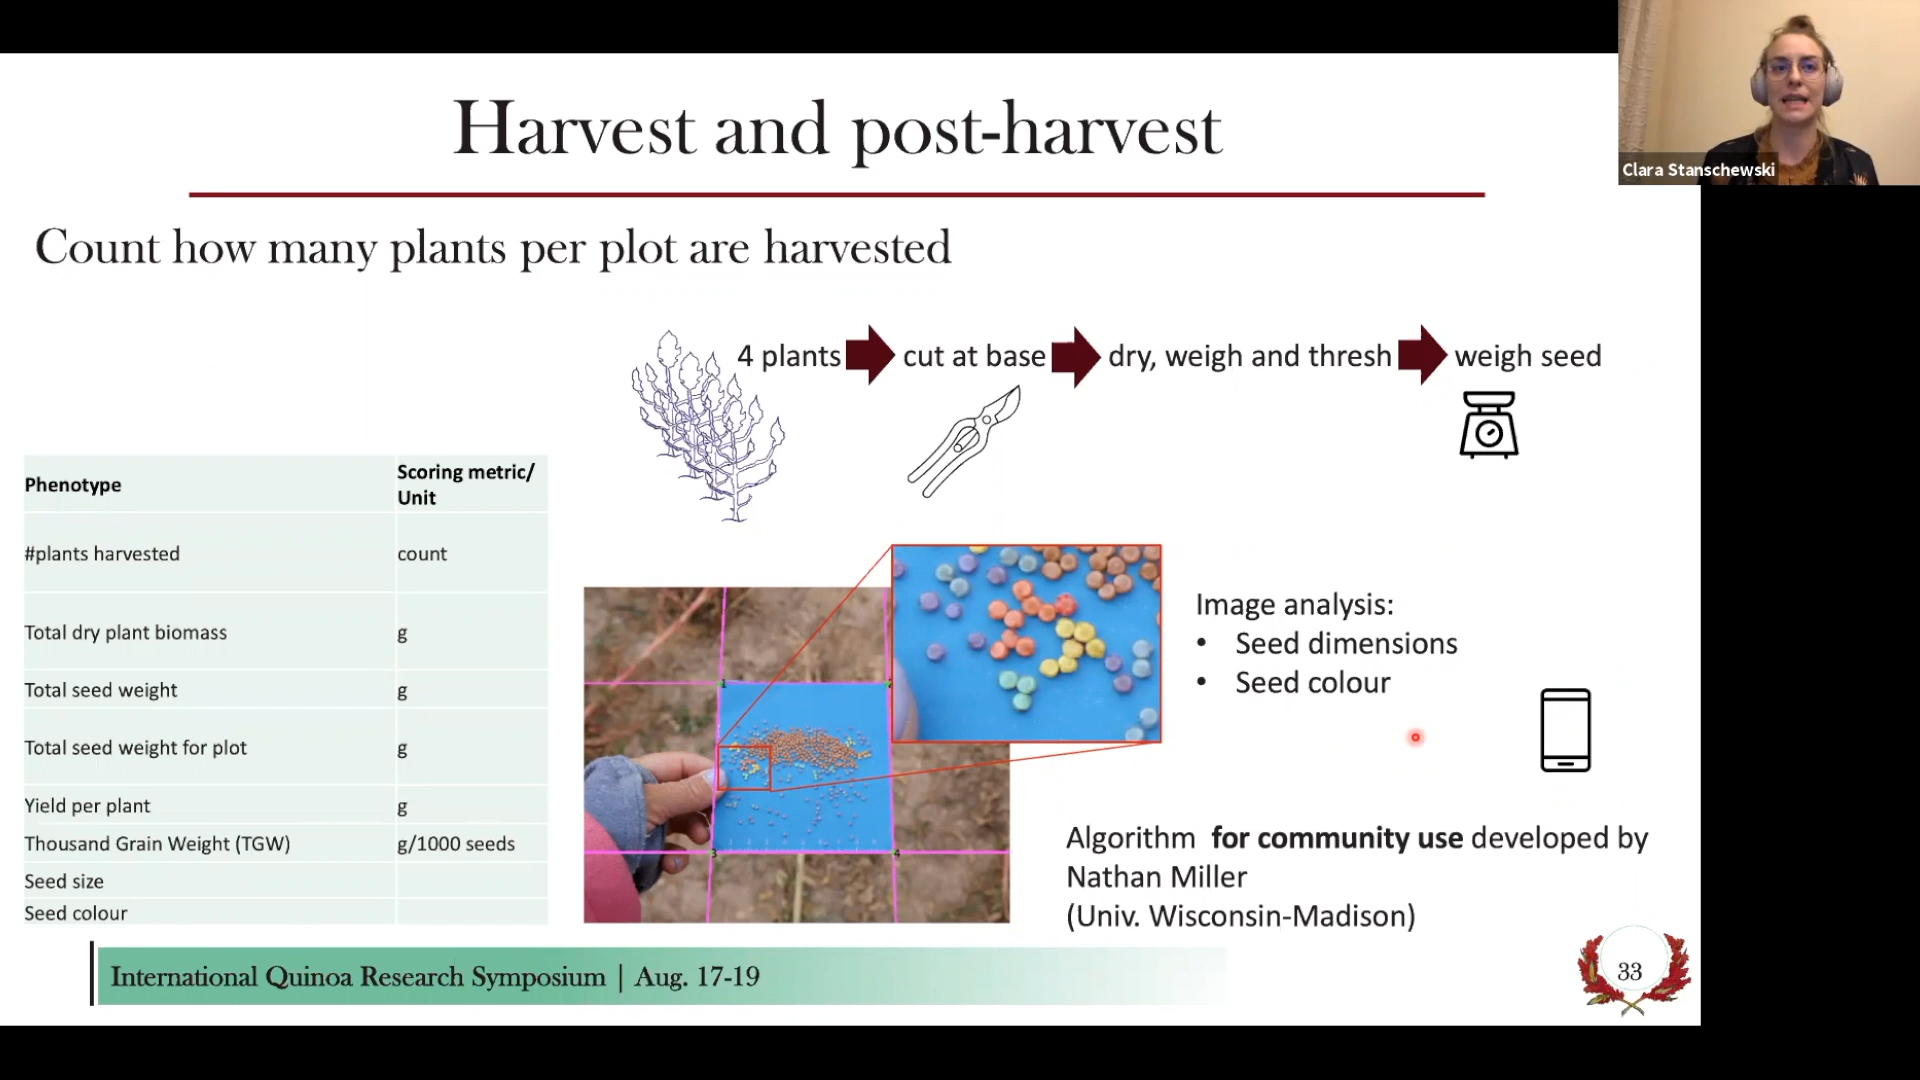 Harvest and post-harvest
Clara Stanschewski
Count how many plants per plot are harvested
4 plants cut at base dry, weigh and thresh weigh seed
Phenotype Scoring metric/
Unit
#plants harvested count
Total dry plant biomass g
Total seed weight g
Total seed weight for plot g
Yield per plant g
Thousand Grain Weight (TGW) g/1000 seeds
Seed size
Seed colour
1
3
4
Image analysis:
• Seed dimensions
• Seed colour
Algorithm for community use developed by
Nathan Miller
(Univ. Wisconsin-Madison)
International Quinoa Research Symposium | Aug. 17-19
33